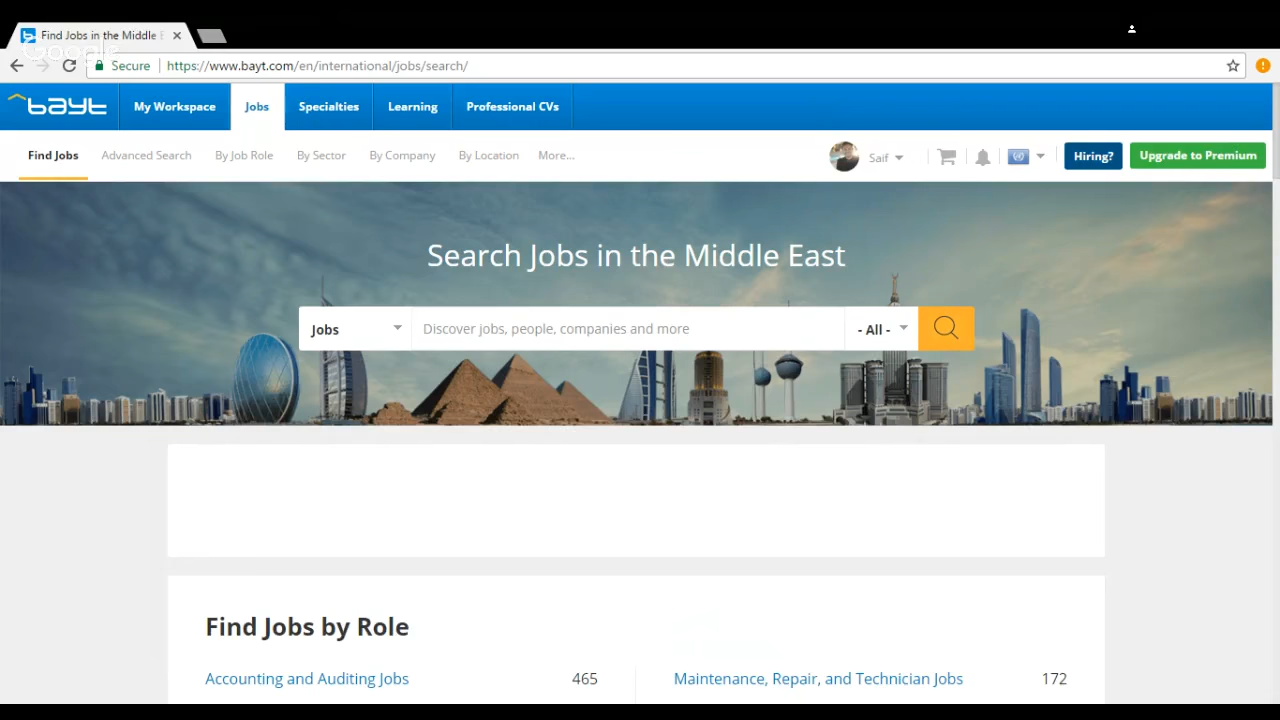 Find Jobs in the Middle E
Google
Secure https://www.bayt.com/en/international/jobs/search/
bayt My Workspace Jobs Specialties Learning Professional CVs
Find Jobs Advanced Search By Job Role By Sector By Company By Location More... Saif Hiring? Upgrade to Premium
Search Jobs in the Middle East
Jobs Discover jobs, people, companies and more - All -
Find Jobs by Role
Accounting and Auditing Jobs 465 Maintenance, Repair, and Technician Jobs 172